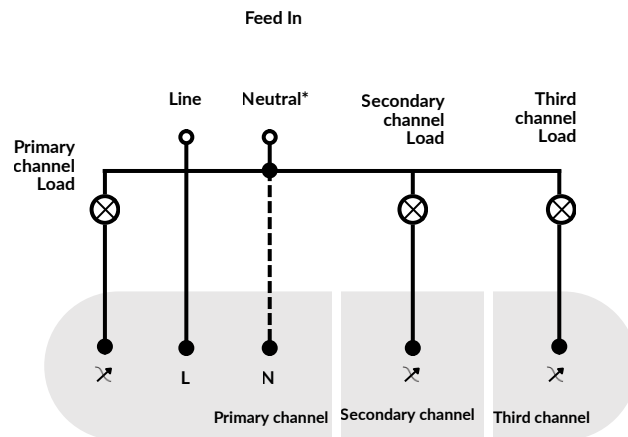 Feed In
Line
Neutral*
Secondary
channel
Load
Third
channel
Load
Primary
channel
Load
L
N
Primary channel
Secondary channel
Third channel